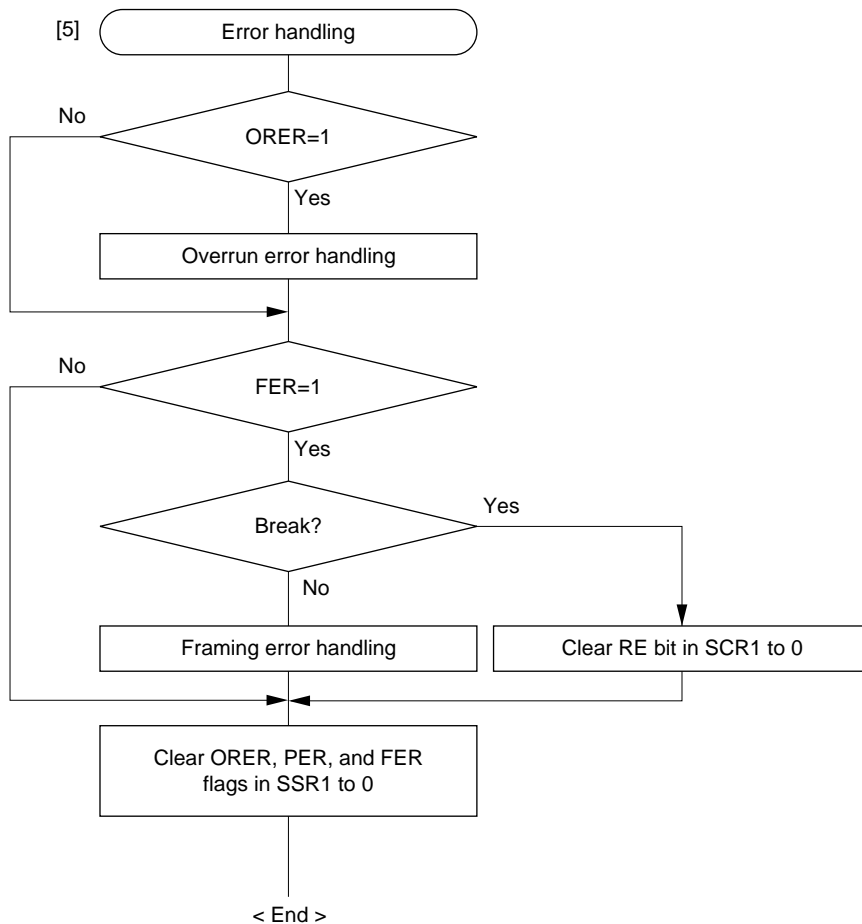 [5]
Error handling
No
ORER=1
Yes
Overrun error handling
No
FER=1
Yes
Break?
Yes
No
Framing error handling
Clear RE bit in SCR1 to 0
Clear ORER, PER, and FER
flags in SSR1 to 0
< End >